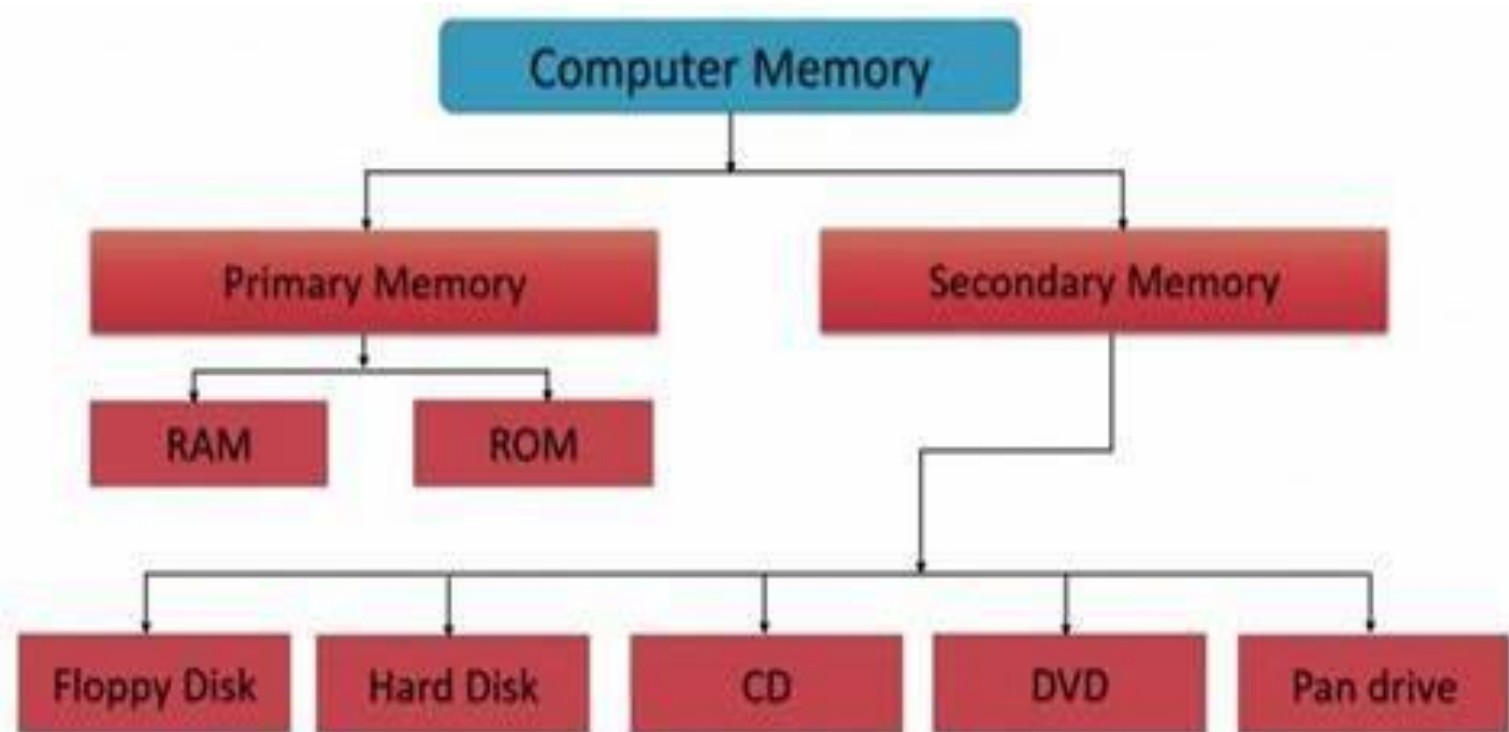 Computer Memory
Primary Memory
Secondary Memory
RAM
ROM
Floppy Disk
Hard Disk
CD
DVD
Pan drive